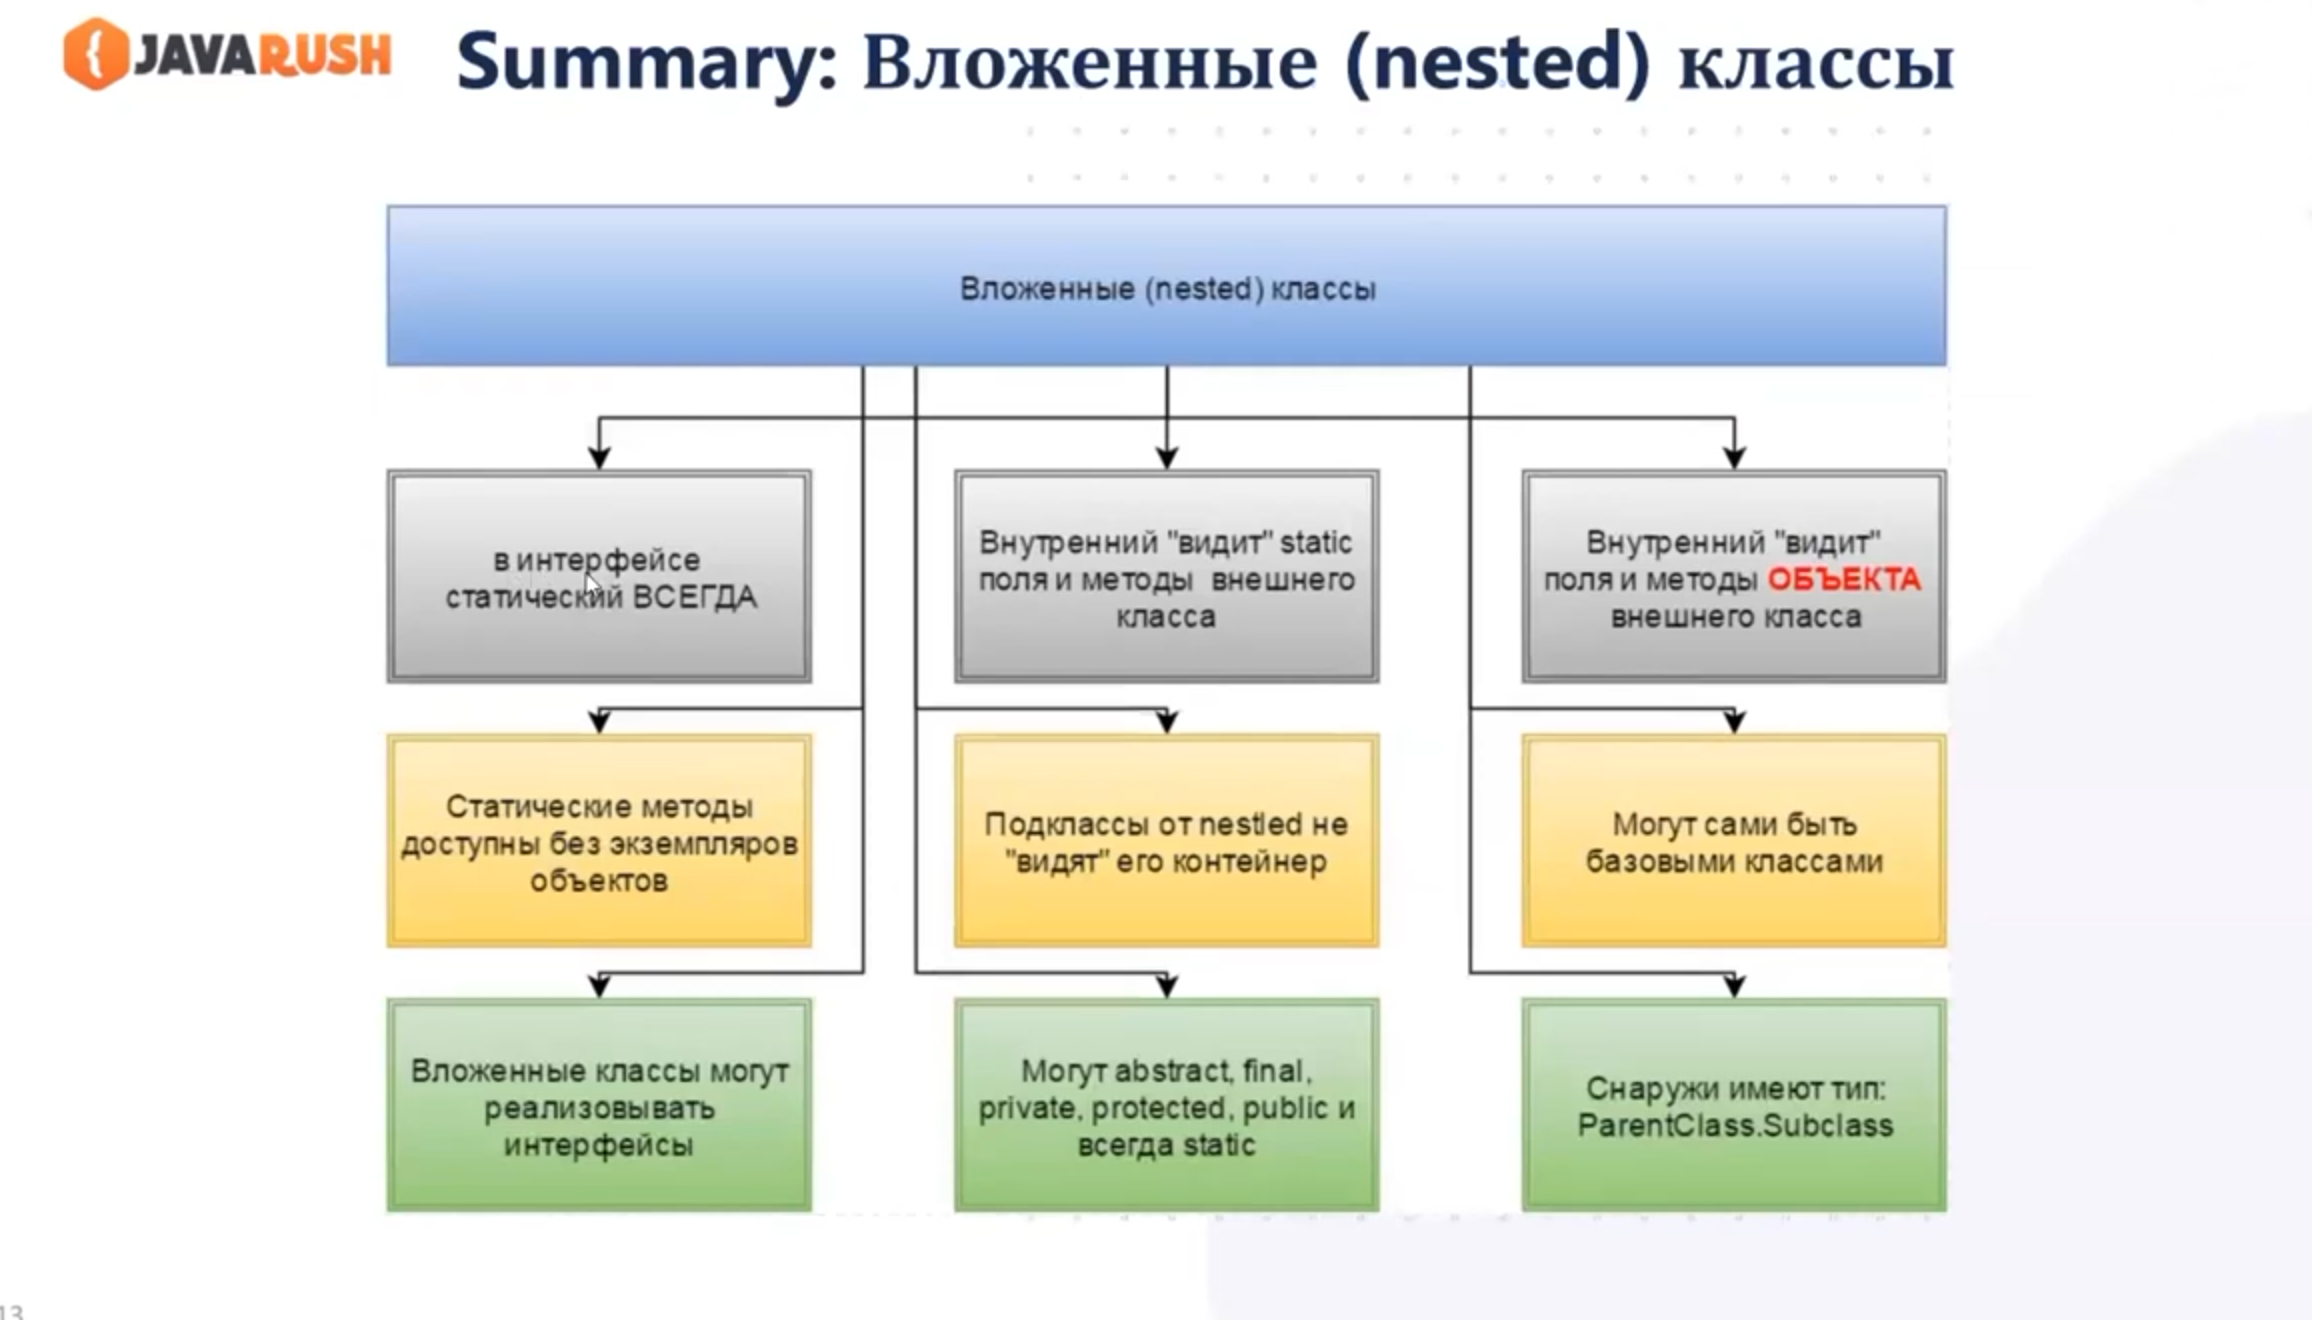 JAVARUSH
Summary: Вложенные (nested) классы
Вложенные (nested) классы
в интерфейсе
статический ВСЕГДА
Внутренний "видит" static
поля и методы внешнего
класса
Внутренний "видит"
поля и методы ОБЪЕКТА
внешнего класса
Статические методы
доступны без экземпляров
объектов
Подклассы от nestled не
"видят" его контейнер
Могут сами быть
базовыми классами
Вложенные классы могут
реализовывать
интерфейсы
Могут abstract, final,
private, protected, public и
всегда static
Снаружи имеют тип:
ParentClass.Subclass
13